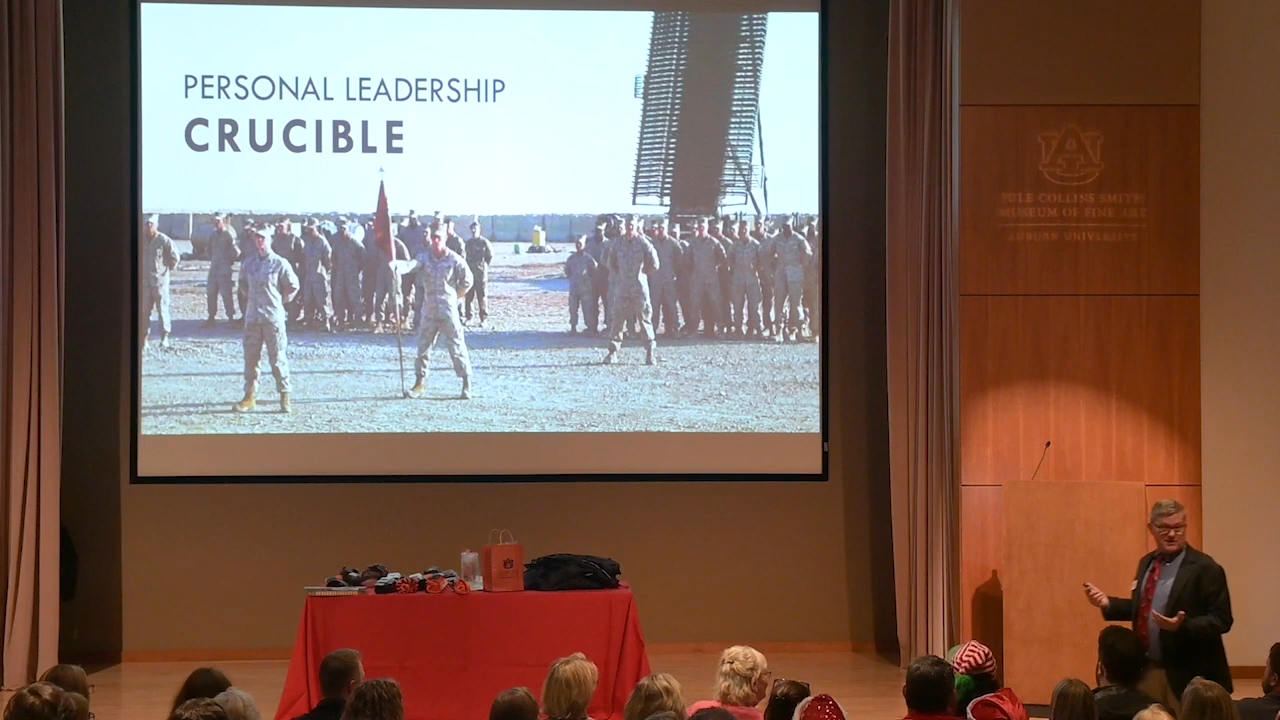 PERSONAL LEADERSHIP
CRUCIBLE
JULE COLLINS SMITH
MUSEUM OF FINE ART
AUBURN UNIVERSITY